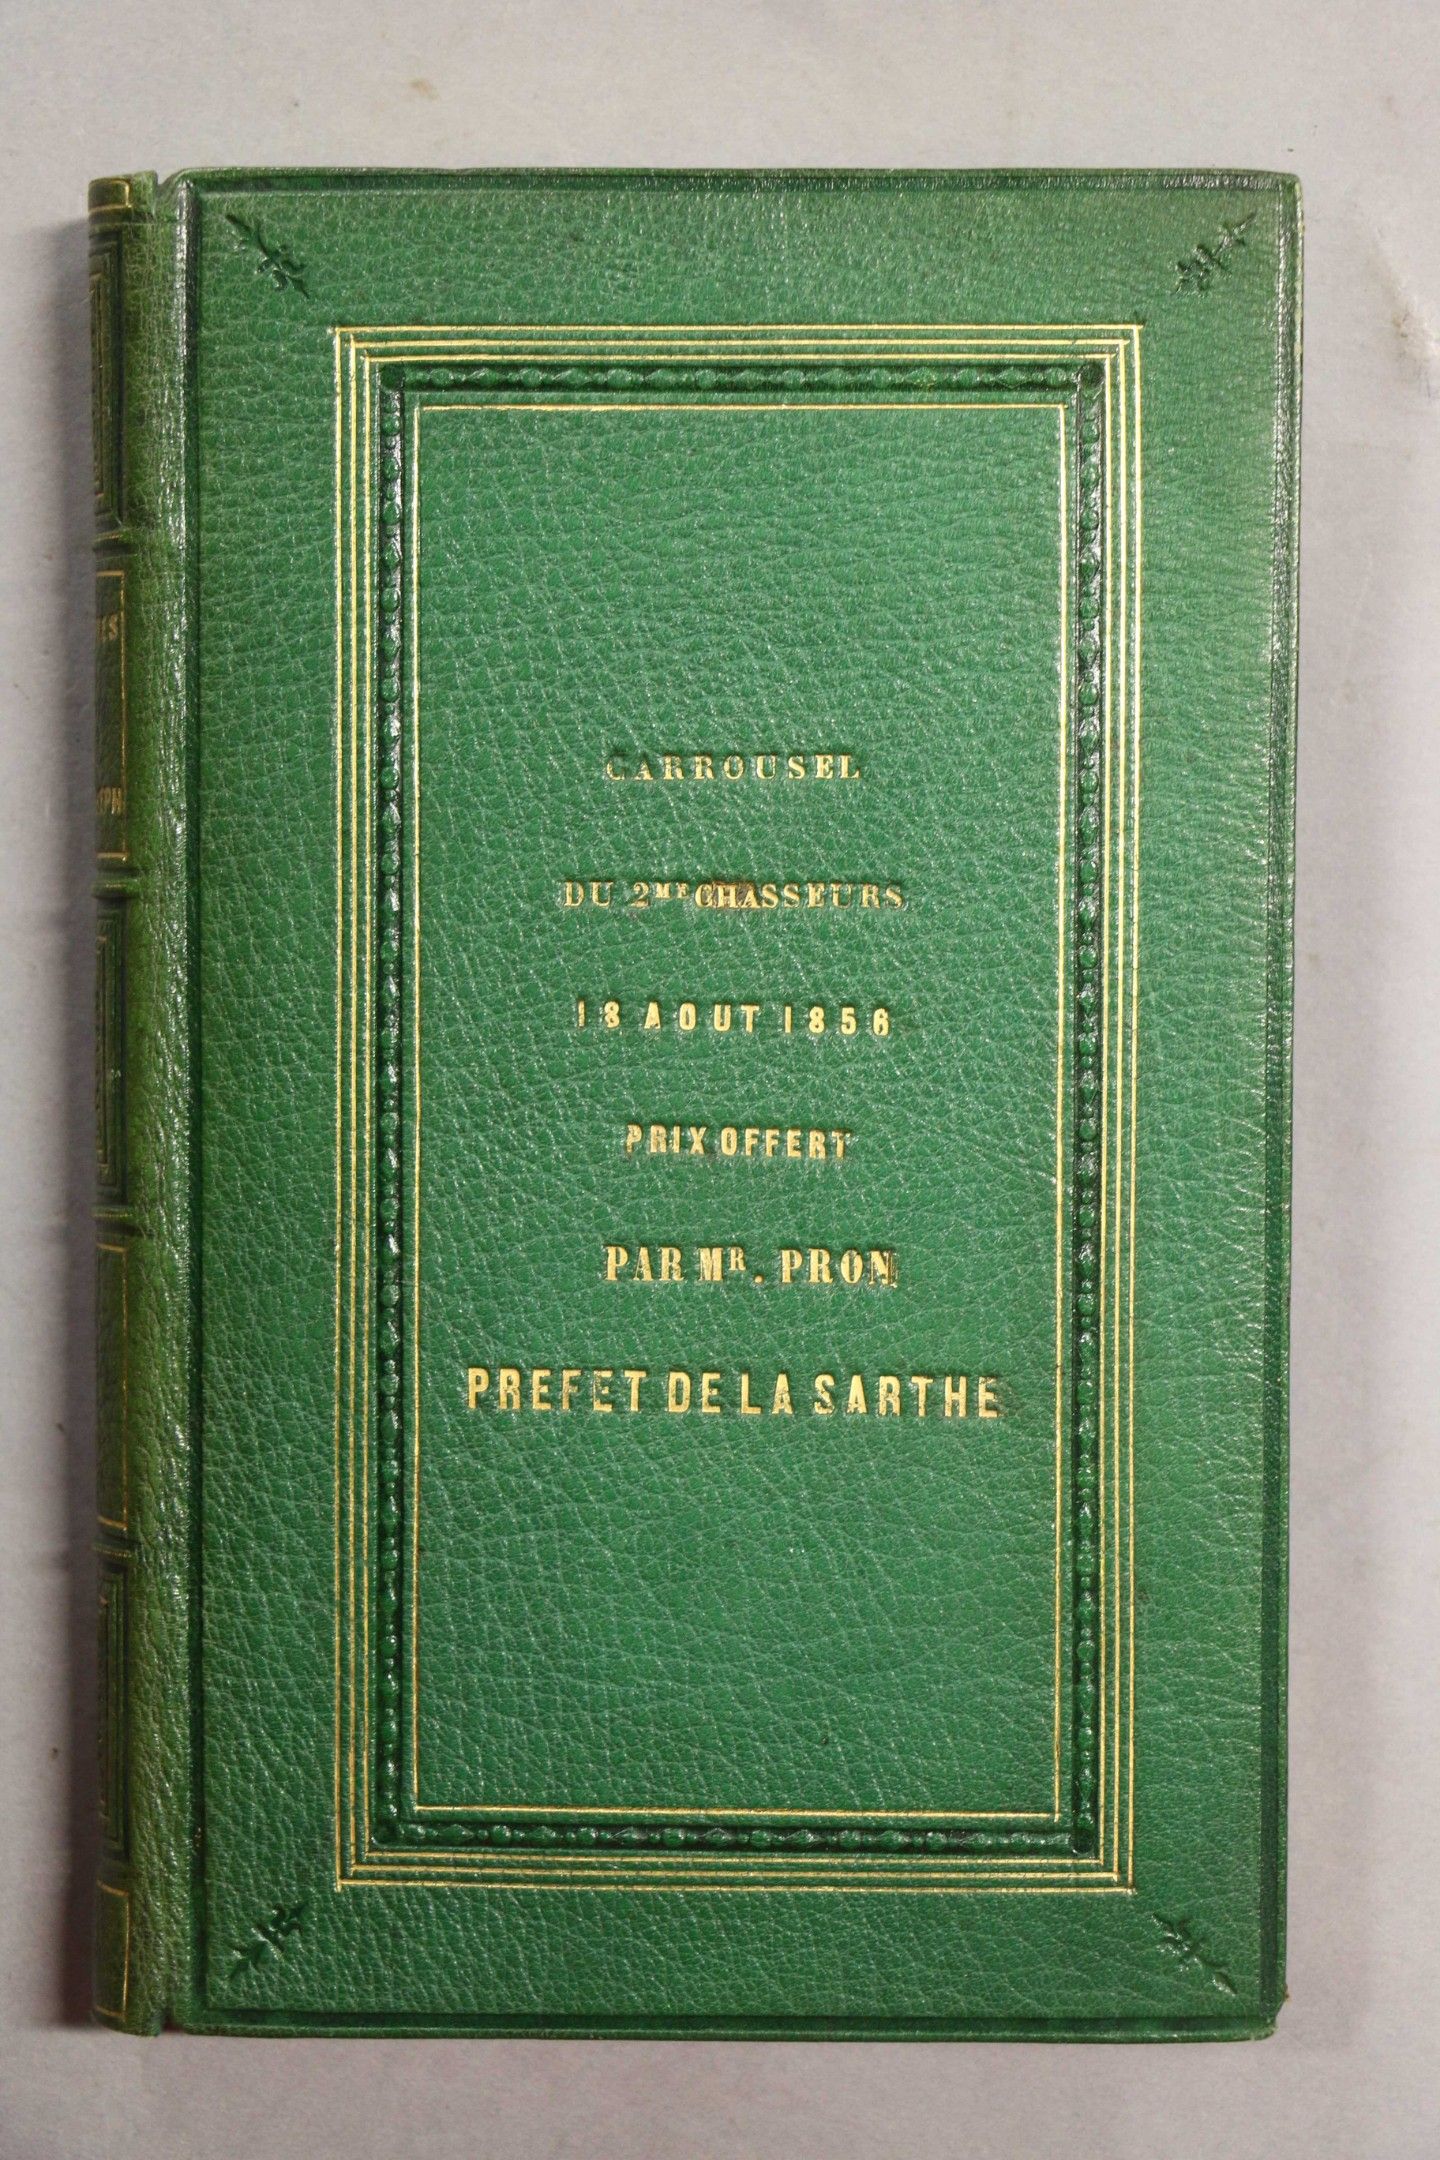 CARROUSEL
DU 2ME CHASSEURS
18 AOUT 1856
PRIX OFFERT
PAR MR. PRON
PREFET DE LA SARTHE